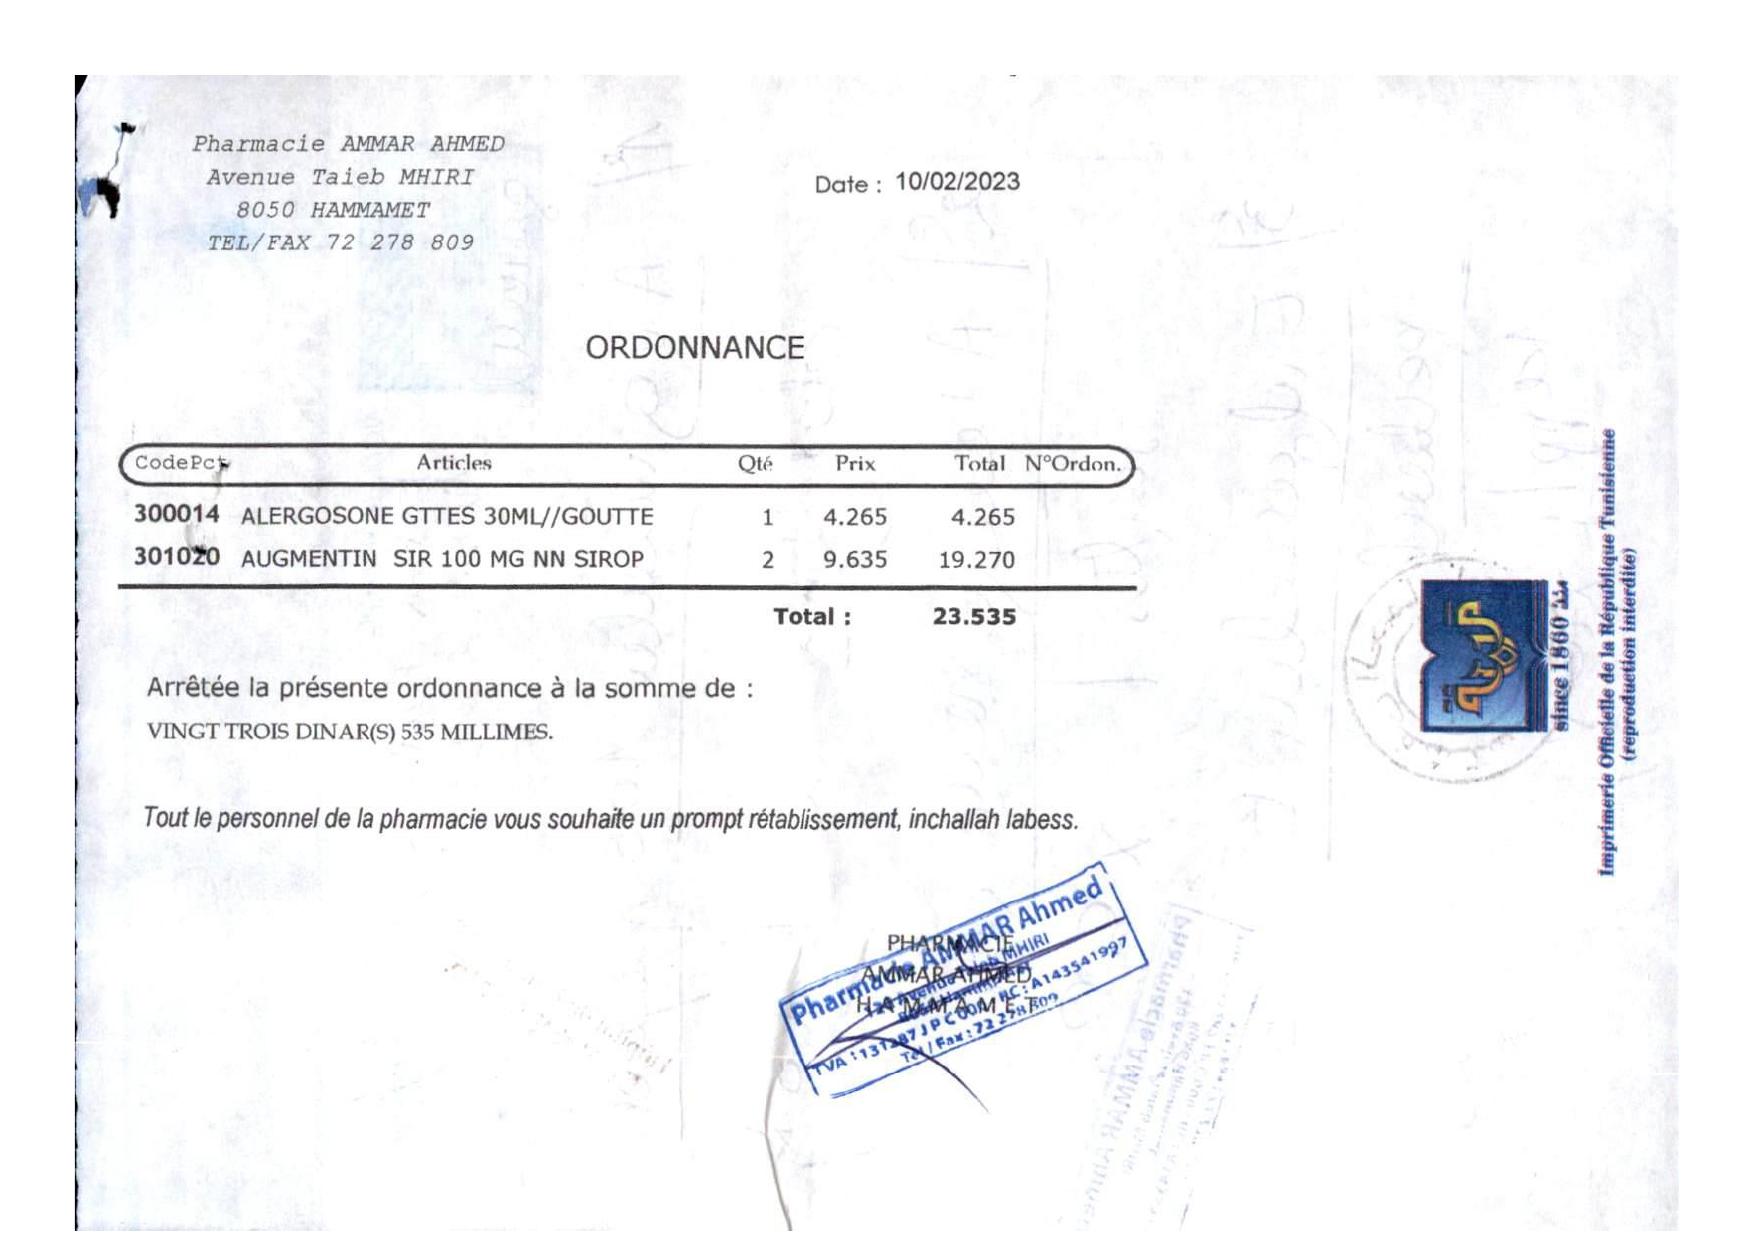 Pharmacie AMMAR AHMED
Avenue Taieb MHIRI
8050 HAMMAMET
TEL/FAX 72 278 809
Date : 10/02/2023
ORDONNANCE
CodePct Articles Qté Prix Total N°Ordon.
300014 ALERGOSONE GTTES 30ML//GOUTTE 1 4.265 4.265
301020 AUGMENTIN SIR 100 MG NN SIROP 2 9.635 19.270
Total : 23.535
Arrêtée la présente ordonnance à la somme de :
VINGT TROIS DINAR(S) 535 MILLIMES.
Tout le personnel de la pharmacie vous souhaite un prompt rétablissement, inchallah labess.
PHARMACIE
AMMAR AHMED
H A M M A M E T
Pharmacie AMMAR Ahmed
Avenue Taieb MHIRI
RC : A143541997
Tel / Fax : 72 278 809
منذ since 1860
Imprimerie Officielle de la République Tunisienne
(reproduction interdite)